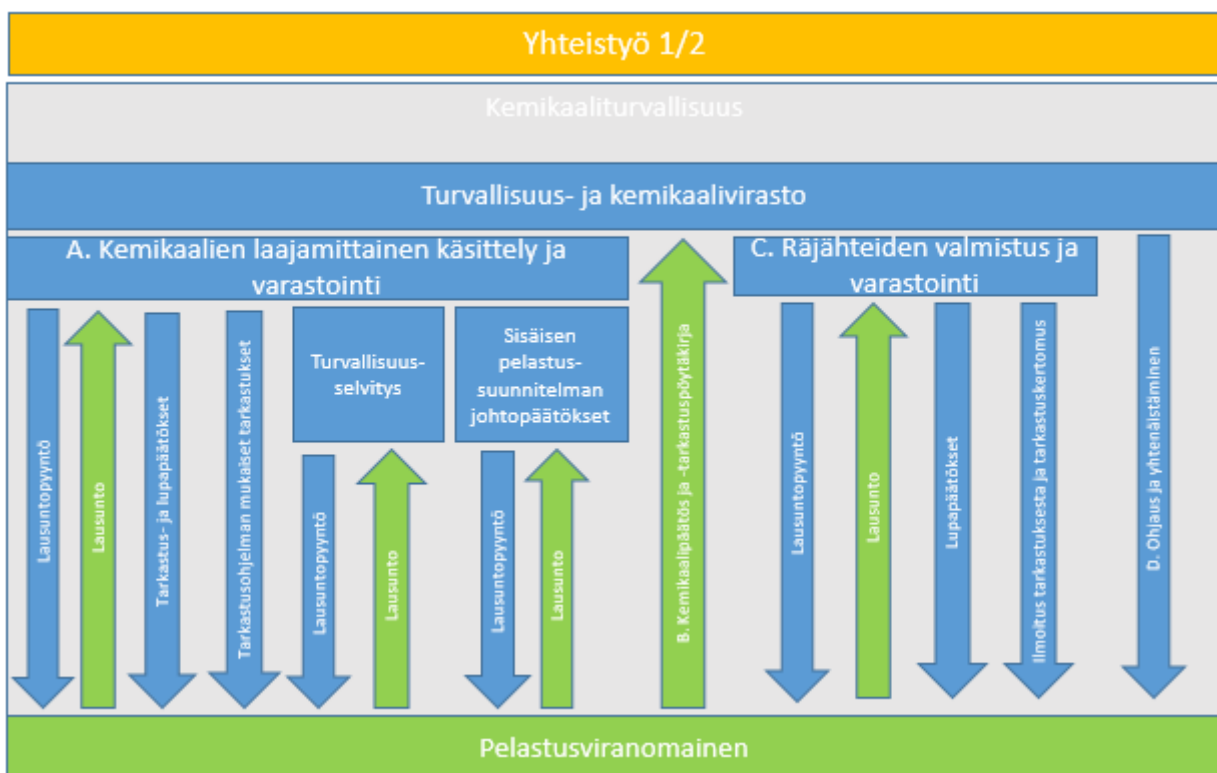 Yhteistyö 1/2
Kemikaaliturvallisuus
Turvallisuus- ja kemikaalivirasto
A. Kemikaalien laajamittainen käsittely ja
varastointi
C. Räjähteiden valmistus ja
varastointi
Lausuntopyyntö
Lausunto
Tarkastus- ja lupapäätökset
Tarkastusohjelman mukaiset tarkastukset
Turvallisuus-
selvitys
Lausuntopyyntö
Lausunto
Sisäisen
pelastus-
suunnitelman
johtopäätökset
Lausuntopyyntö
Lausunto
B. Kemikaalipäätös ja -tarkastuspöytäkirja
Lausuntopyyntö
Lausunto
Lupapäätökset
Ilmoitus tarkastuksesta ja tarkastuskertomus
D. Ohjaus ja yhtenäistäminen
Pelastusviranomainen